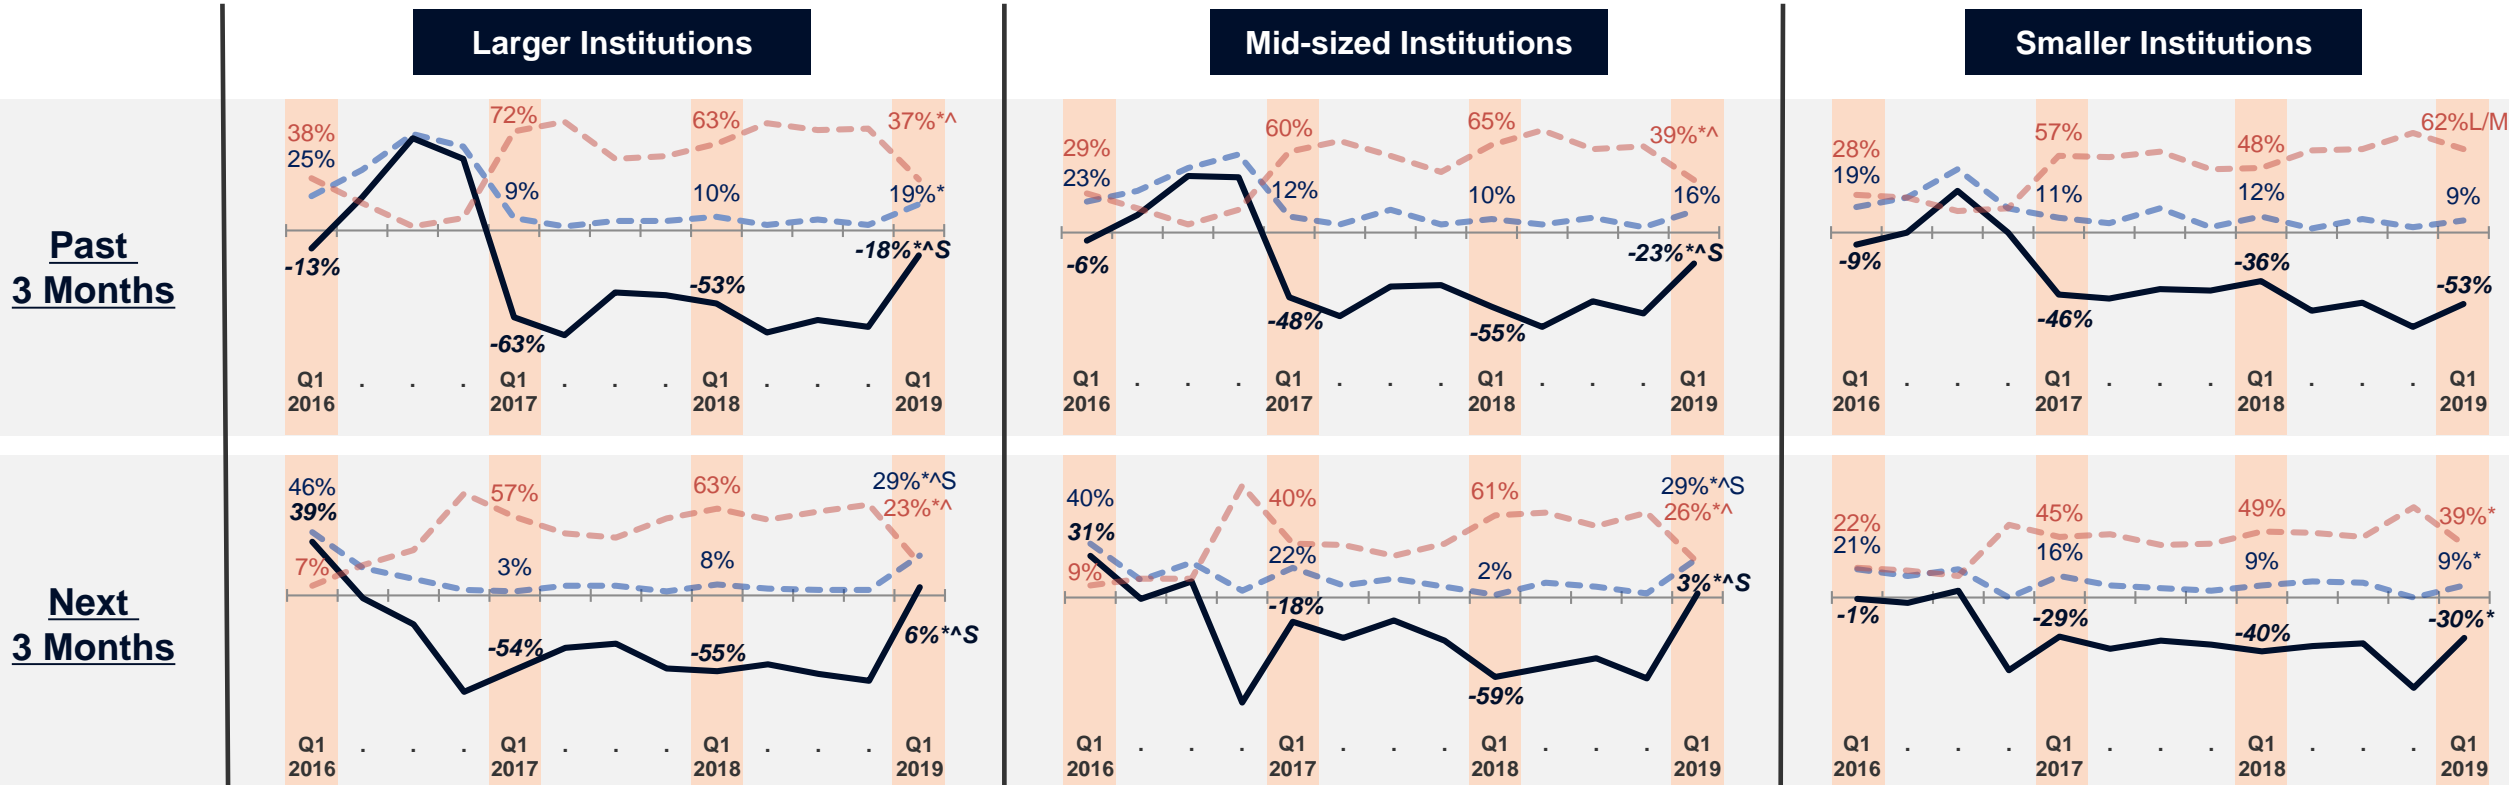 Larger Institutions
Mid-sized Institutions
Smaller Institutions
Past
3 Months
38%
25%
-13%
72%
9%
-63%
63%
10%
-53%
37%*^
19%*
-18%*^S
Q1 . . . Q1 . . . Q1 . . . Q1
2016 2017 2018 2019
29%
23%
-6%
60%
12%
-48%
65%
10%
-55%
39%*^
16%
-23%*^S
Q1 . . . Q1 . . . Q1 . . . Q1
2016 2017 2018 2019
28%
19%
-9%
57%
11%
-46%
48%
12%
-36%
62%L/M
9%
-53%
Q1 . . . Q1 . . . Q1 . . . Q1
2016 2017 2018 2019
Next
3 Months
46%
39%
7%
57%
3%
-54%
63%
8%
-55%
29%*^S
23%*^
6%*^S
Q1 . . . Q1 . . . Q1 . . . Q1
2016 2017 2018 2019
40%
31%
9%
40%
22%
-18%
61%
2%
-59%
29%*^S
26%*^
3%*^S
Q1 . . . Q1 . . . Q1 . . . Q1
2016 2017 2018 2019
22%
21%
-1%
45%
16%
-29%
49%
9%
-40%
39%*
9%*
-30%*
Q1 . . . Q1 . . . Q1 . . . Q1
2016 2017 2018 2019